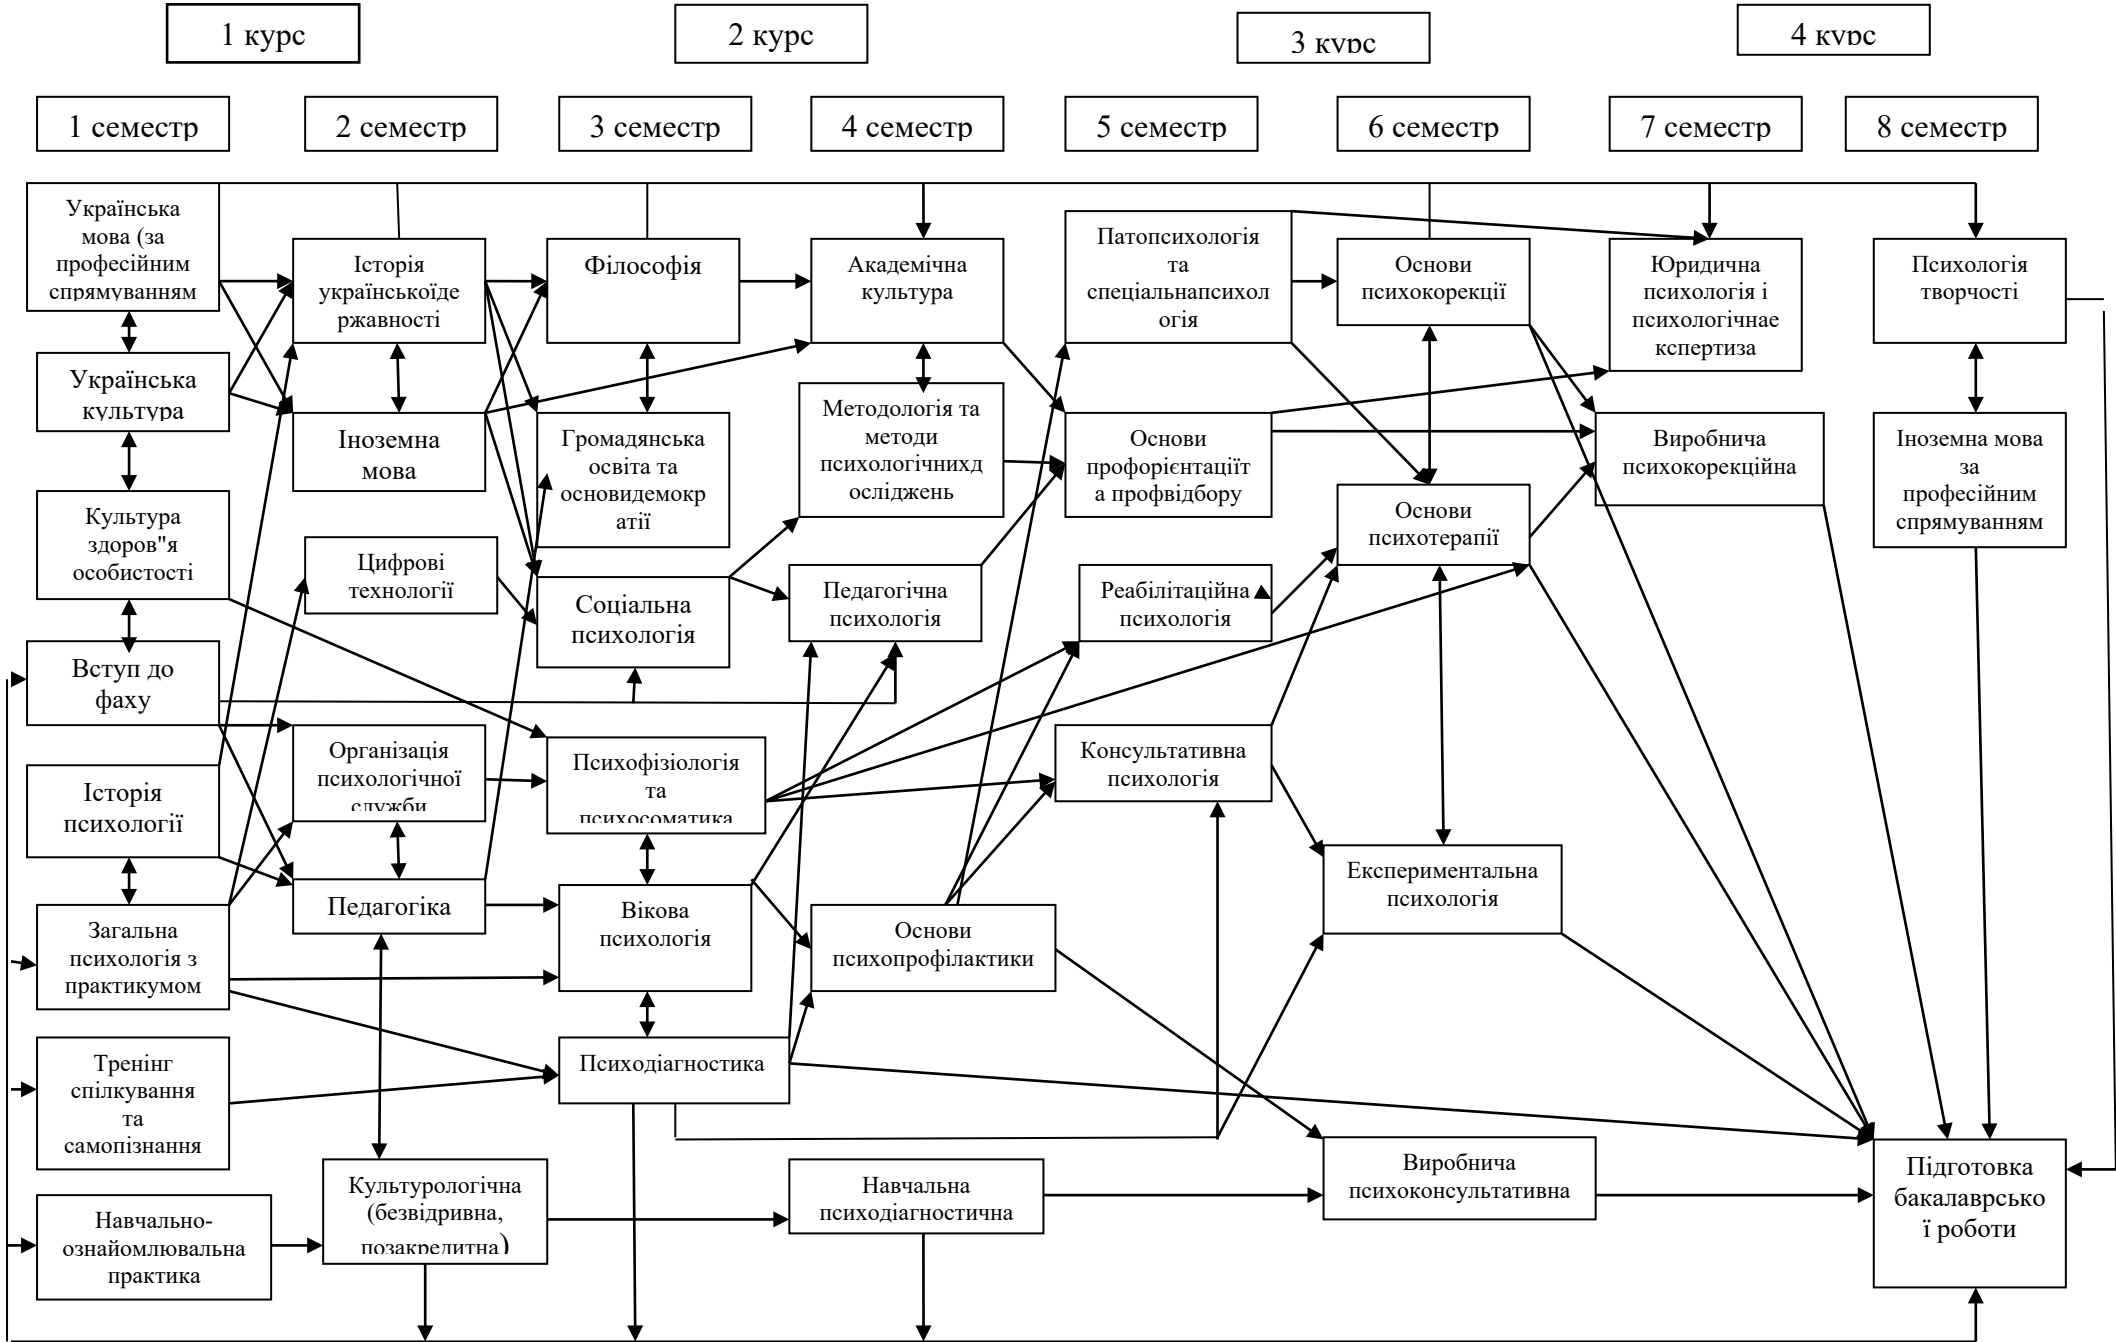 1 курс
2 курс
3 курс
4 курс
1 семестр
2 семестр
3 семестр
4 семестр
5 семестр
6 семестр
7 семестр
8 семестр
Українська
мова (за
професійним
спрямуванням
Українська
культура
Культура
здоров"я
особистості
Вступ до
фаху
Історія
психології
Загальна
психологія з
практикумом
Тренінг
спілкування
та
самопізнання
Навчально-
ознайомлювальна
практика
Історія
українськоїде
ржавності
Іноземна
мова
Цифрові
технології
Організація
психологічної
служби
Педагогіка
Культурологічна
(безвідривна,
позакредитна)
Філософія
Громадянська
освіта та
основидемокр
атії
Соціальна
психологія
Психофізіологія
та
психосоматика
Вікова
психологія
Психодіагностика
Академічна
культура
Методологія та
методи
психологічнихд
осліджень
Педагогічна
психологія
Основи
психопрофілактики
Навчальна
психодіагностична
Патопсихологія
та
спеціальнапсихол
огія
Основи
профорієнтаціїт
а профвідбору
Реабілітаційна
психологія
Консультативна
психологія
Основи
психокорекції
Основи
психотерапії
Експериментальна
психологія
Виробнича
психоконсультативна
Юридична
психологія і
психологічнае
кспертиза
Виробнича
психокорекційна
Психологія
творчості
Іноземна мова
за
професійним
спрямуванням
Підготовка
бакалаврсько
ї роботи